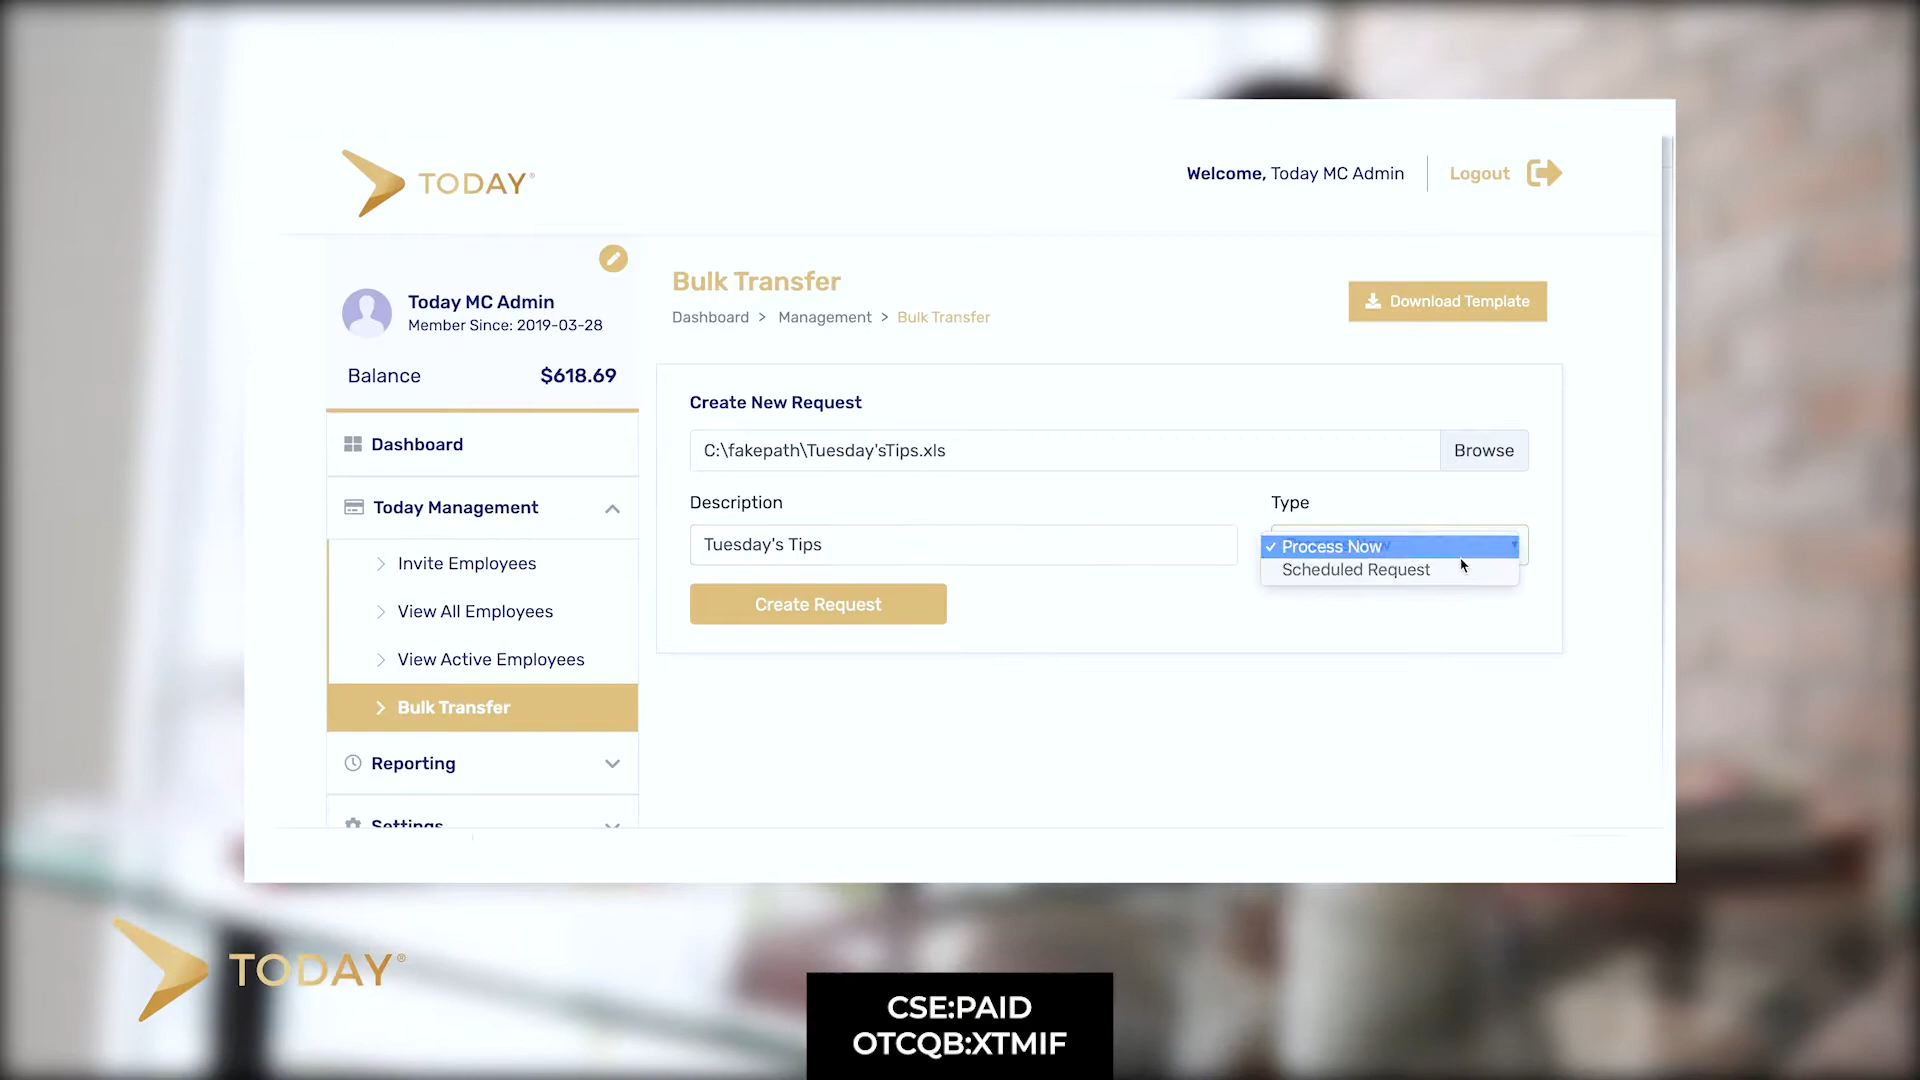 TODAY®
Welcome, Today MC Admin
Logout
Today MC Admin
Member Since: 2019-03-28
Balance $618.69
Dashboard
Today Management
Invite Employees
View All Employees
View Active Employees
Bulk Transfer
Reporting
Settings
Bulk Transfer
Dashboard > Management > Bulk Transfer
Download Template
Create New Request
C:\fakepath\Tuesday'sTips.xls
Browse
Description
Type
Tuesday's Tips
✓ Process Now
Scheduled Request
Create Request
TODAY®
CSE:PAID
OTCQB:XTMIF